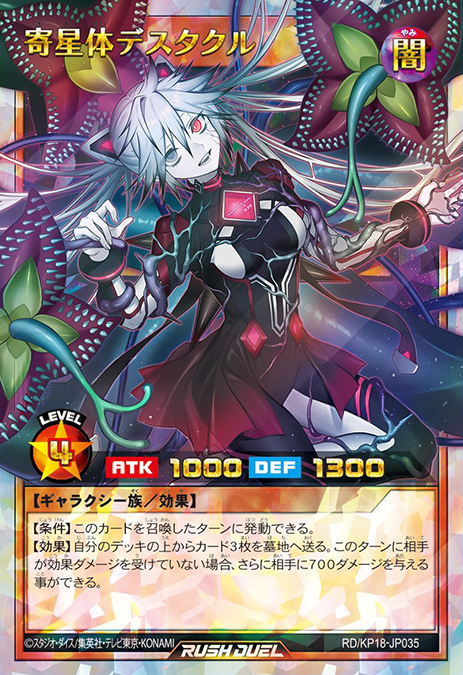 寄星体デスタクル
やみ
闇
LEVEL
4
ATK 1000 DEF 1300
【ギャラクシー族/効果】
【条件】このカードを召喚したターンに発動できる。
【効果】自分のデッキの上からカード3枚を墓地へ送る。このターンに相手
が効果ダメージを受けていない場合、さらに相手に700ダメージを与える
事ができる。
©スタジオ・ダイス/集英社・テレビ東京・KONAMI
RUSH DUEL
RD/KP18-JP035